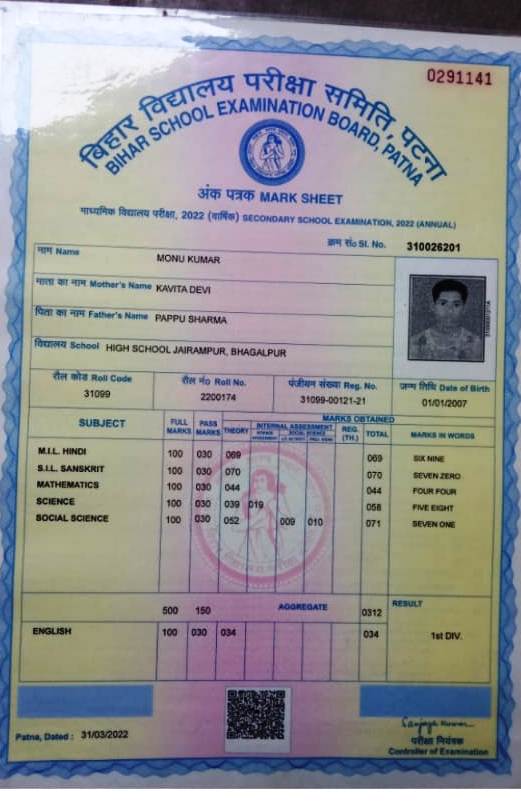 0291141
बिहार विद्यालय परीक्षा समिति, पटना
BIHAR SCHOOL EXAMINATION BOARD, PATNA
अंक पत्रक MARK SHEET
माध्यमिक विद्यालय परीक्षा, 2022 (वार्षिक) SECONDARY SCHOOL EXAMINATION, 2022 (ANNUAL)
क्रम सं० Sl. No. 310026201
नाम Name MONU KUMAR
माता का नाम Mother's Name KAVITA DEVI
पिता का नाम Father's Name PAPPU SHARMA
विद्यालय School HIGH SCHOOL JAIRAMPUR, BHAGALPUR
रौल कोड Roll Code रौल नं० Roll No. पंजीयन संख्या Reg. No. जन्म तिथि Date of Birth
31099 2200174 31099-00121-21 01/01/2007
SUBJECT FULL MARKS PASS MARKS MARKS OBTAINED
THEORY INTERNAL ASSESSMENT REG. (TH.) TOTAL MARKS IN WORDS
M.I.L. HINDI 100 030 069 069 SIX NINE
S.I.L. SANSKRIT 100 030 070 070 SEVEN ZERO
MATHEMATICS 100 030 044 044 FOUR FOUR
SCIENCE 100 030 039 019 058 FIVE EIGHT
SOCIAL SCIENCE 100 030 052 009 010 071 SEVEN ONE
500 150 AGGREGATE 0312 RESULT
ENGLISH 100 030 034 034 1st DIV.
Patna, Dated : 31/03/2022
परीक्षा नियंत्रक
Controller of Examination